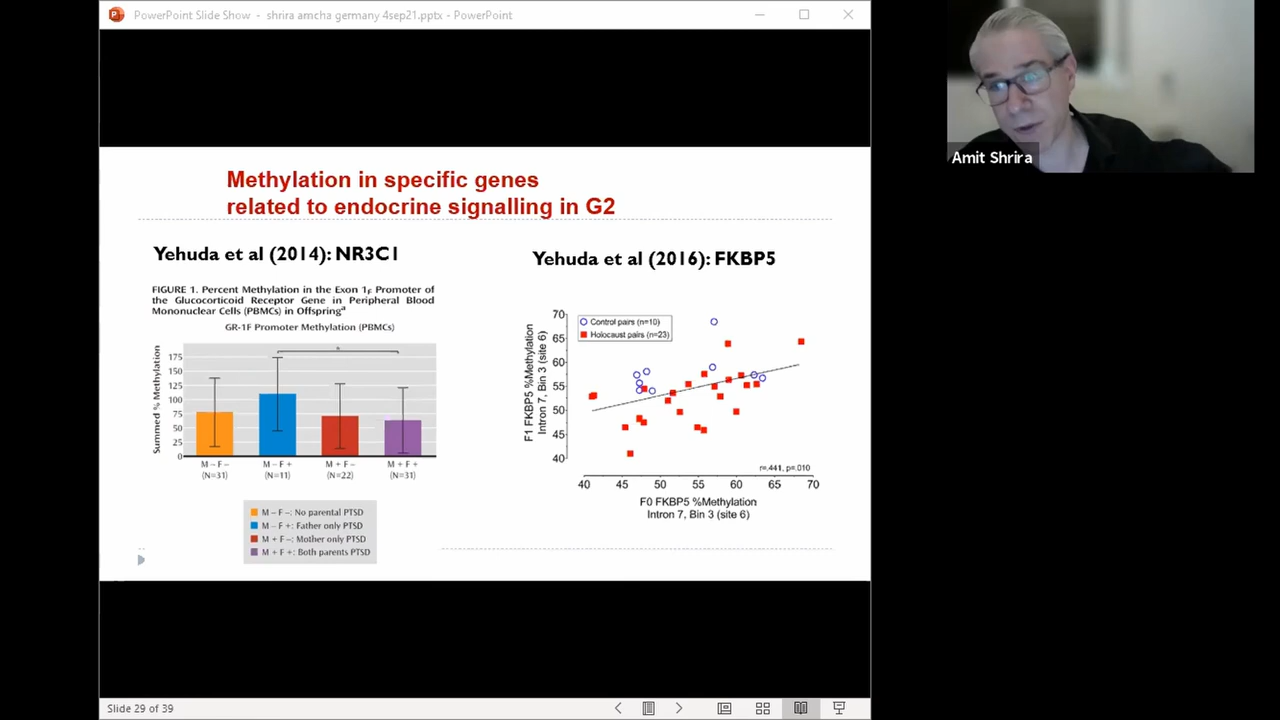 PowerPoint Slide Show - shrira amcha germany 4sep21.pptx - PowerPoint
Amit Shrira
Methylation in specific genes
related to endocrine signalling in G2
Yehuda et al (2014): NR3C1
FIGURE 1. Percent Methylation in the Exon 1F Promoter of
the Glucocorticoid Receptor Gene in Peripheral Blood
Mononuclear Cells (PBMCs) in Offspringa
GR-1F Promoter Methylation (PBMCs)
Summed % Methylation
175
150
125
100
75
50
25
0
*
M – F – M – F + M + F – M + F +
(N=31) (N=11) (N=22) (N=31)
M – F –: No parental PTSD
M – F +: Father only PTSD
M + F –: Mother only PTSD
M + F +: Both parents PTSD
Yehuda et al (2016): FKBP5
F1 FKBP5 %Methylation
Intron 7, Bin 3 (site 6)
70
65
60
55
50
45
40
Control pairs (n=10)
Holocaust pairs (n=23)
r=.441, p=.010
40 45 50 55 60 65 70
F0 FKBP5 %Methylation
Intron 7, Bin 3 (site 6)
Slide 29 of 39